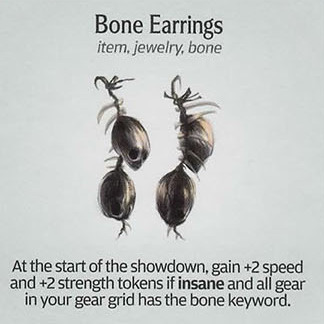 Bone Earrings
item, jewelry, bone
At the start of the showdown, gain +2 speed
and +2 strength tokens if insane and all gear
in your gear grid has the bone keyword.